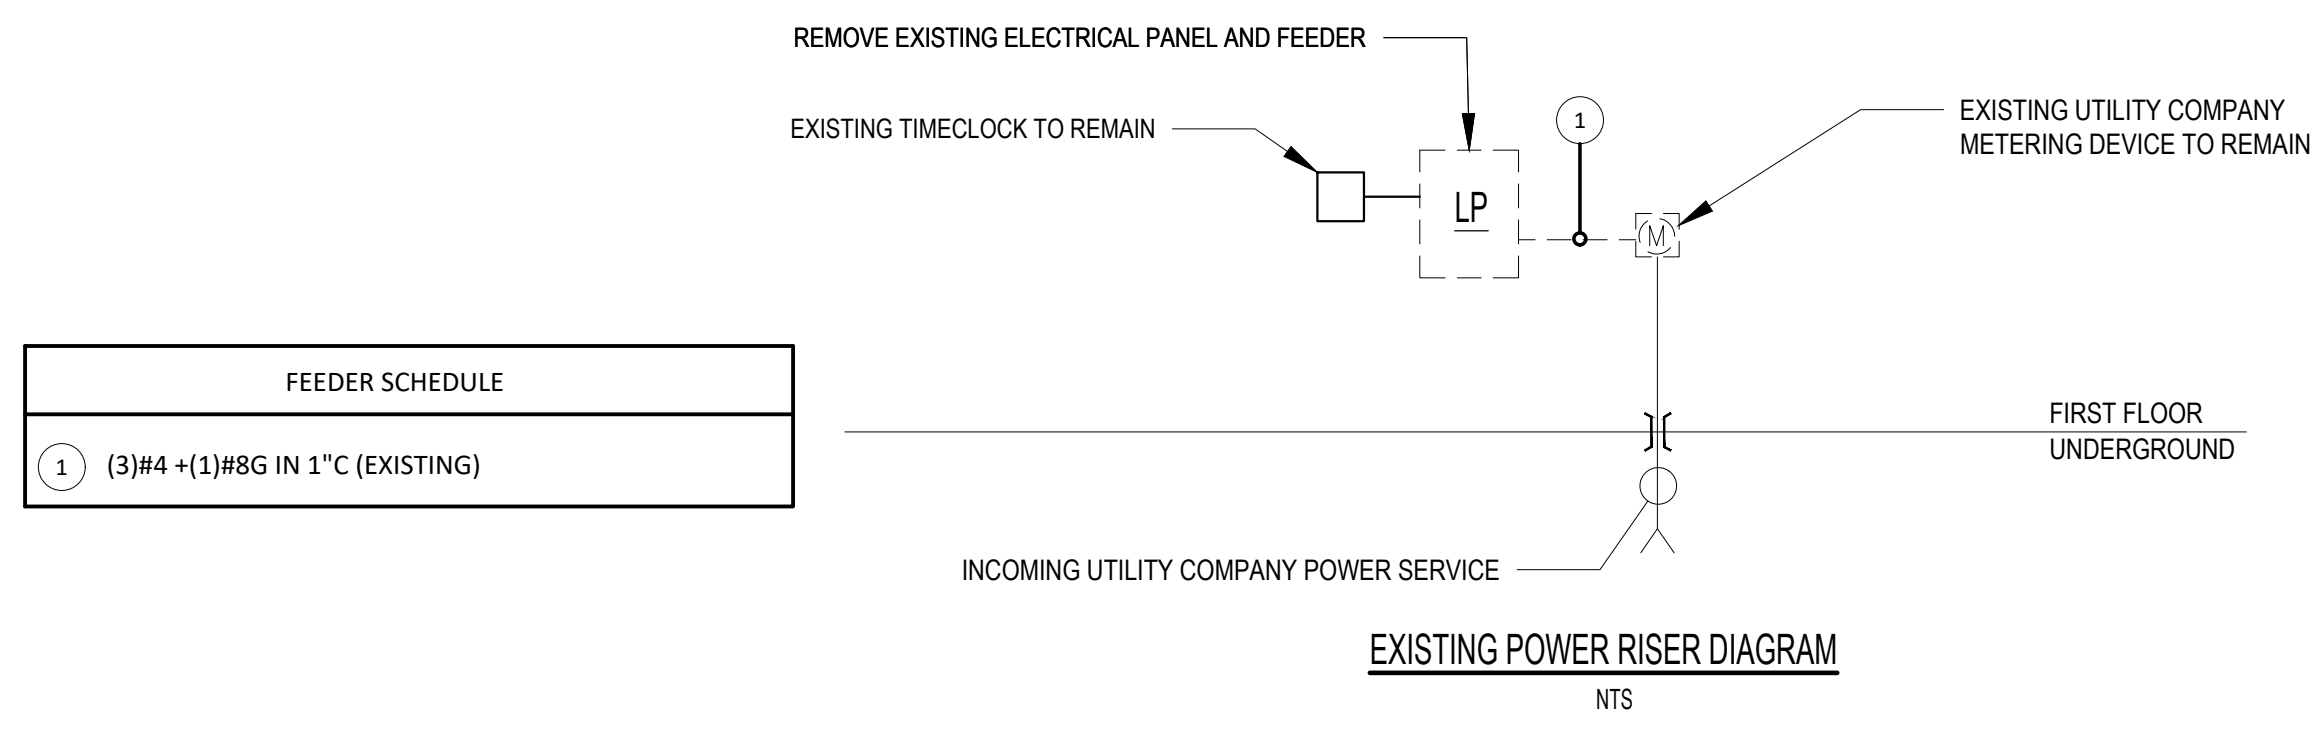 REMOVE EXISTING ELECTRICAL PANEL AND FEEDER
EXISTING TIMECLOCK TO REMAIN
1
EXISTING UTILITY COMPANY
METERING DEVICE TO REMAIN
LP
M
FEEDER SCHEDULE
1 (3)#4 +(1)#8G IN 1"C (EXISTING)
FIRST FLOOR
UNDERGROUND
INCOMING UTILITY COMPANY POWER SERVICE
EXISTING POWER RISER DIAGRAM
NTS